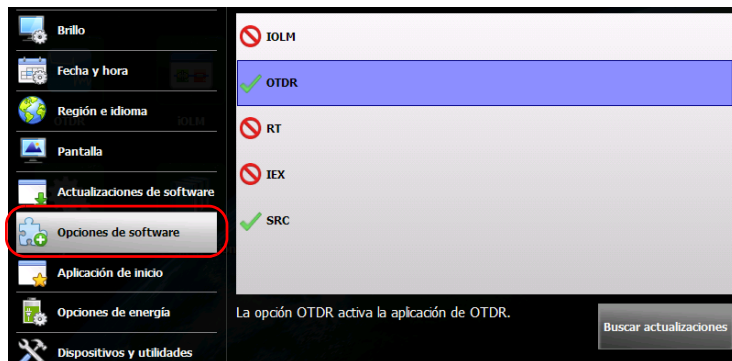 Brillo
Fecha y hora
Región e idioma
Pantalla
Actualizaciones de software
Opciones de software
Aplicación de inicio
Opciones de energía
Dispositivos y utilidades
IOLM
OTDR
RT
IEX
SRC
La opción OTDR activa la aplicación de OTDR.
Buscar actualizaciones